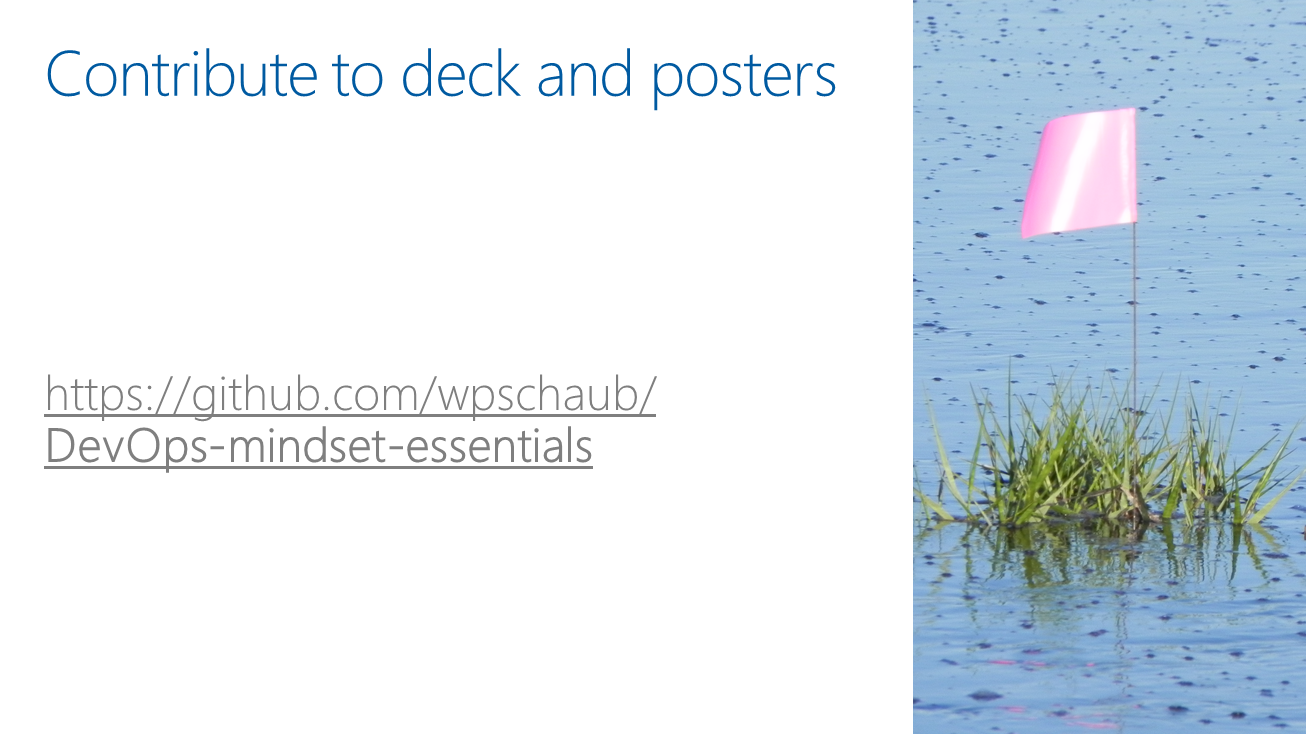 Contribute to deck and posters
https://github.com/wpschaub/
DevOps-mindset-essentials